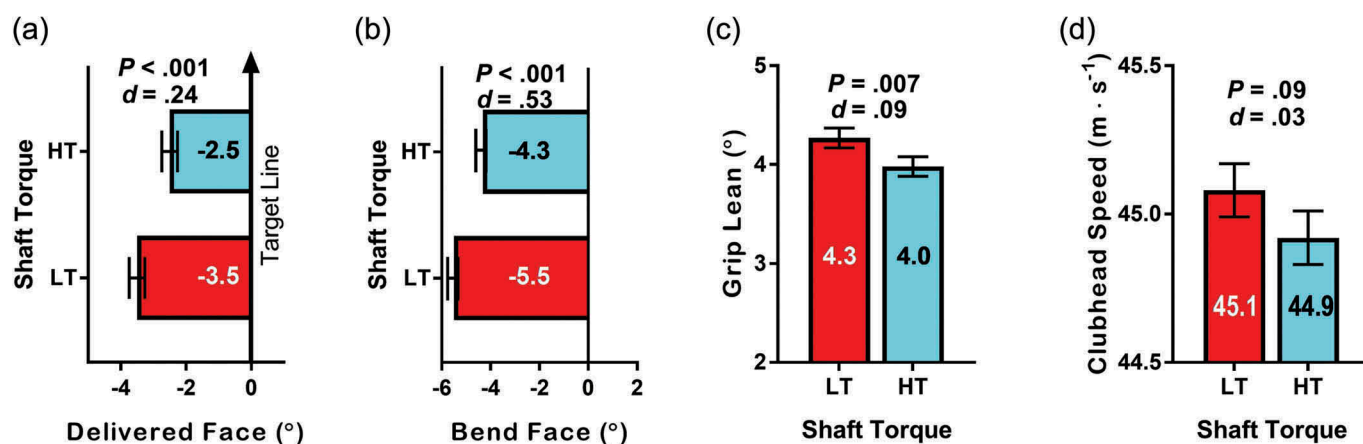 (a)
P < .001
d = .24
HT
-2.5
LT
-3.5
Shaft Torque
Target Line
-4 -2 0
Delivered Face (°)
(b)
P < .001
d = .53
HT
-4.3
LT
-5.5
Shaft Torque
-6 -4 -2 0 2
Bend Face (°)
(c)
P = .007
d = .09
5
4
3
2
Grip Lean (°)
4.3
4.0
LT HT
Shaft Torque
(d)
P = .09
d = .03
45.5
45.0
44.5
Clubhead Speed (m · s⁻¹)
45.1
44.9
LT HT
Shaft Torque